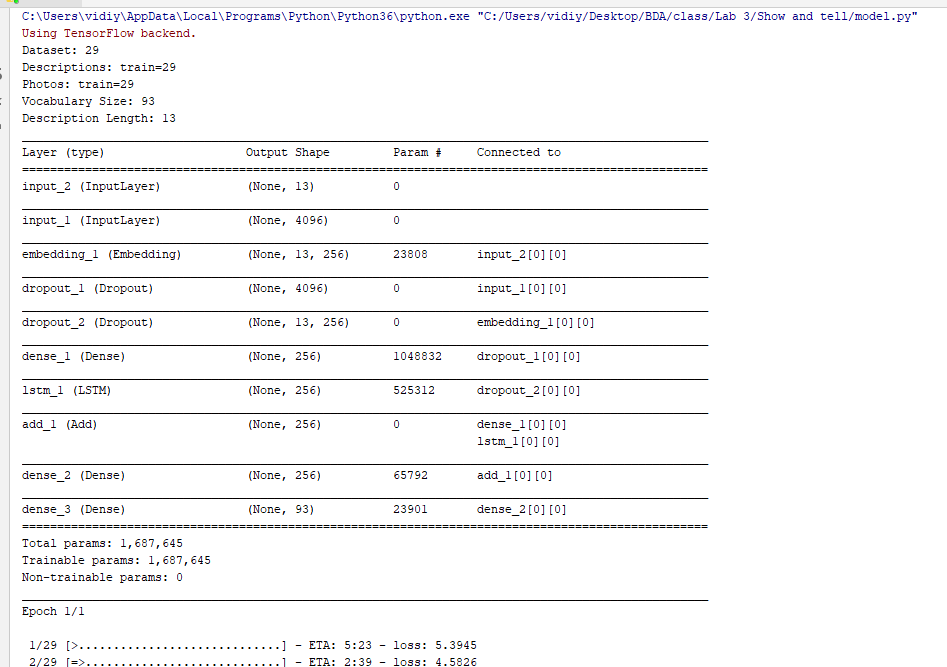 C:\Users\vidiy\AppData\Local\Programs\Python\Python36\python.exe "C:/Users/vidiy/Desktop/BDA/class/Lab 3/Show and tell/model.py"
Using TensorFlow backend.
Dataset: 29
Descriptions: train=29
Photos: train=29
Vocabulary Size: 93
Description Length: 13
Layer (type) Output Shape Param # Connected to
input_2 (InputLayer) (None, 13) 0
input_1 (InputLayer) (None, 4096) 0
embedding_1 (Embedding) (None, 13, 256) 23808 input_2[0][0]
dropout_1 (Dropout) (None, 4096) 0 input_1[0][0]
dropout_2 (Dropout) (None, 13, 256) 0 embedding_1[0][0]
dense_1 (Dense) (None, 256) 1048832 dropout_1[0][0]
lstm_1 (LSTM) (None, 256) 525312 dropout_2[0][0]
add_1 (Add) (None, 256) 0 dense_1[0][0]
lstm_1[0][0]
dense_2 (Dense) (None, 256) 65792 add_1[0][0]
dense_3 (Dense) (None, 93) 23901 dense_2[0][0]
Total params: 1,687,645
Trainable params: 1,687,645
Non-trainable params: 0
Epoch 1/1
1/29 [>.............................] - ETA: 5:23 - loss: 5.3945
2/29 [=>............................] - ETA: 2:39 - loss: 4.5826